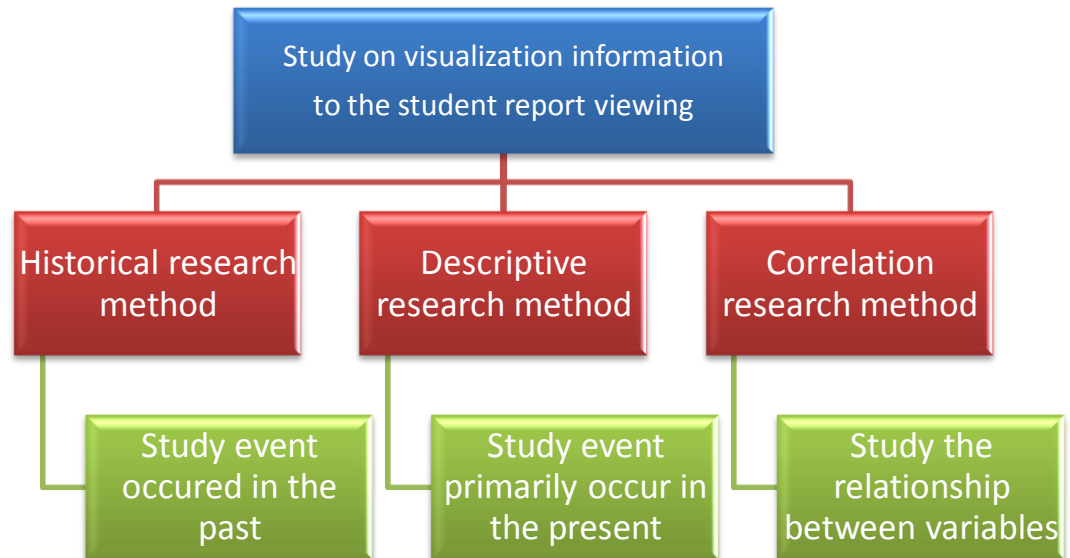 Study on visualization information
to the student report viewing
Historical research
method
Descriptive
research method
Correlation
research method
Study event
occured in the
past
Study event
primarily occur in
the present
Study the
relationship
between variables